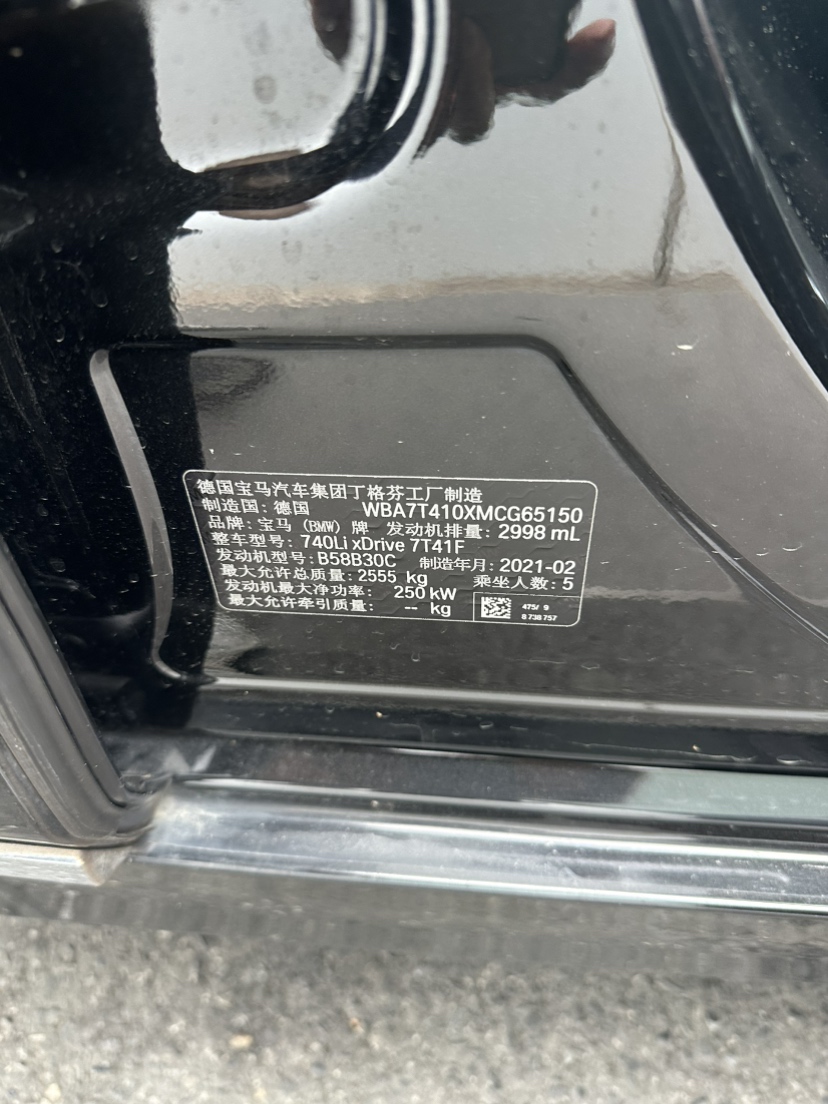 德国宝马汽车集团丁格芬工厂制造
制造国: 德国 WBA7T410XMCG65150
品牌: 宝马 (BMW) 牌 发动机排量: 2998 mL
整车型号: 740Li xDrive 7T41F
发动机型号: B58B30C 制造年月: 2021-02
最大允许总质量: 2555 kg 乘坐人数: 5
发动机最大净功率: 250 kW
最大允许牵引质量: -- kg
475/ 9
8 738 757